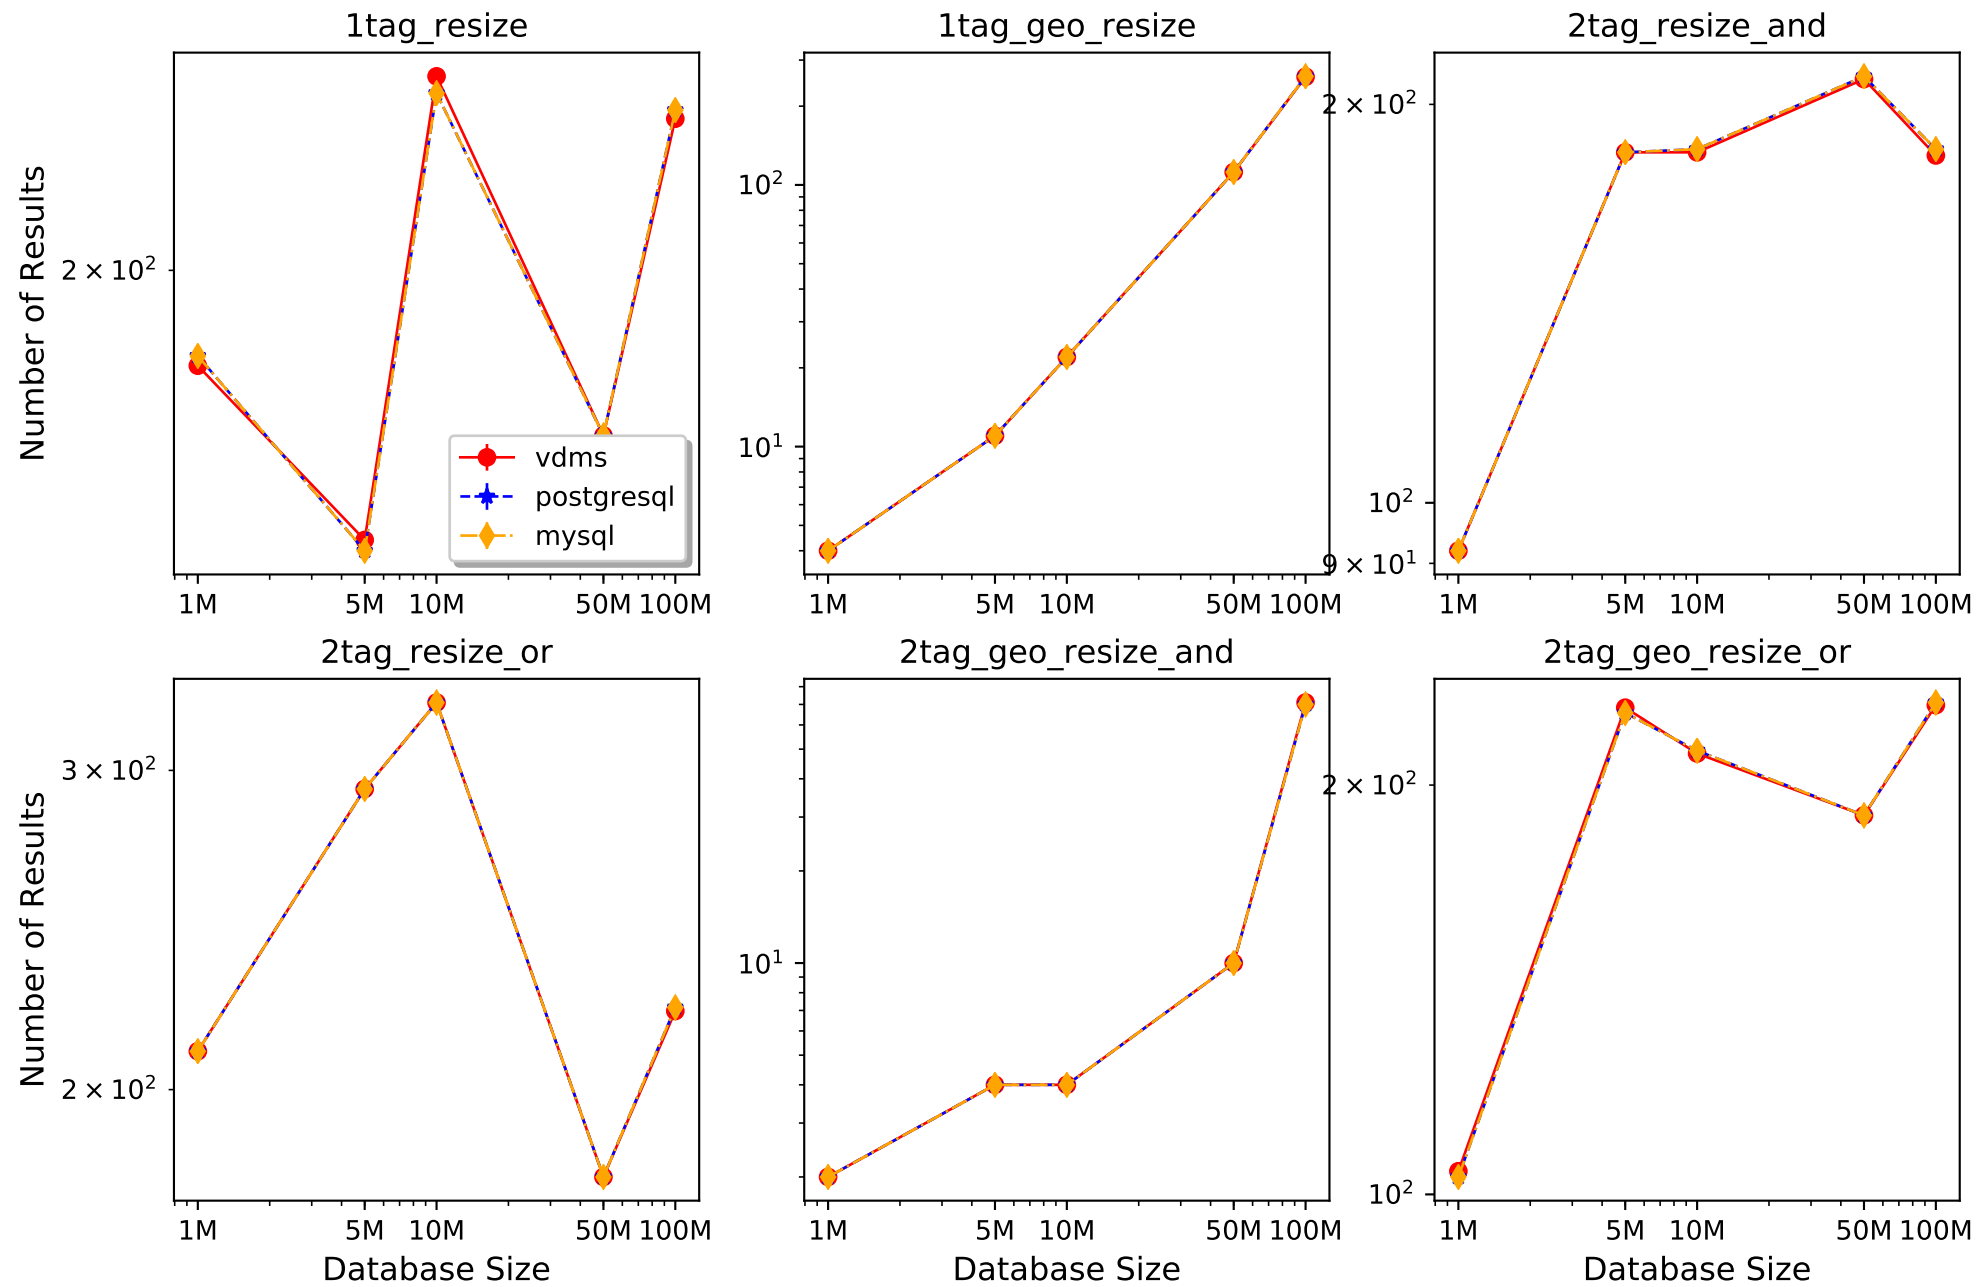 1tag_resize
Number of Results
2 × 10²
1M 5M 10M 50M 100M
vdms
postgresql
mysql
1tag_geo_resize
10²
10¹
1M 5M 10M 50M 100M
2tag_resize_and
2 × 10²
10²
9 × 10¹
1M 5M 10M 50M 100M
2tag_resize_or
Number of Results
3 × 10²
2 × 10²
1M 5M 10M 50M 100M
Database Size
2tag_geo_resize_and
10¹
1M 5M 10M 50M 100M
Database Size
2tag_geo_resize_or
2 × 10²
10²
1M 5M 10M 50M 100M
Database Size